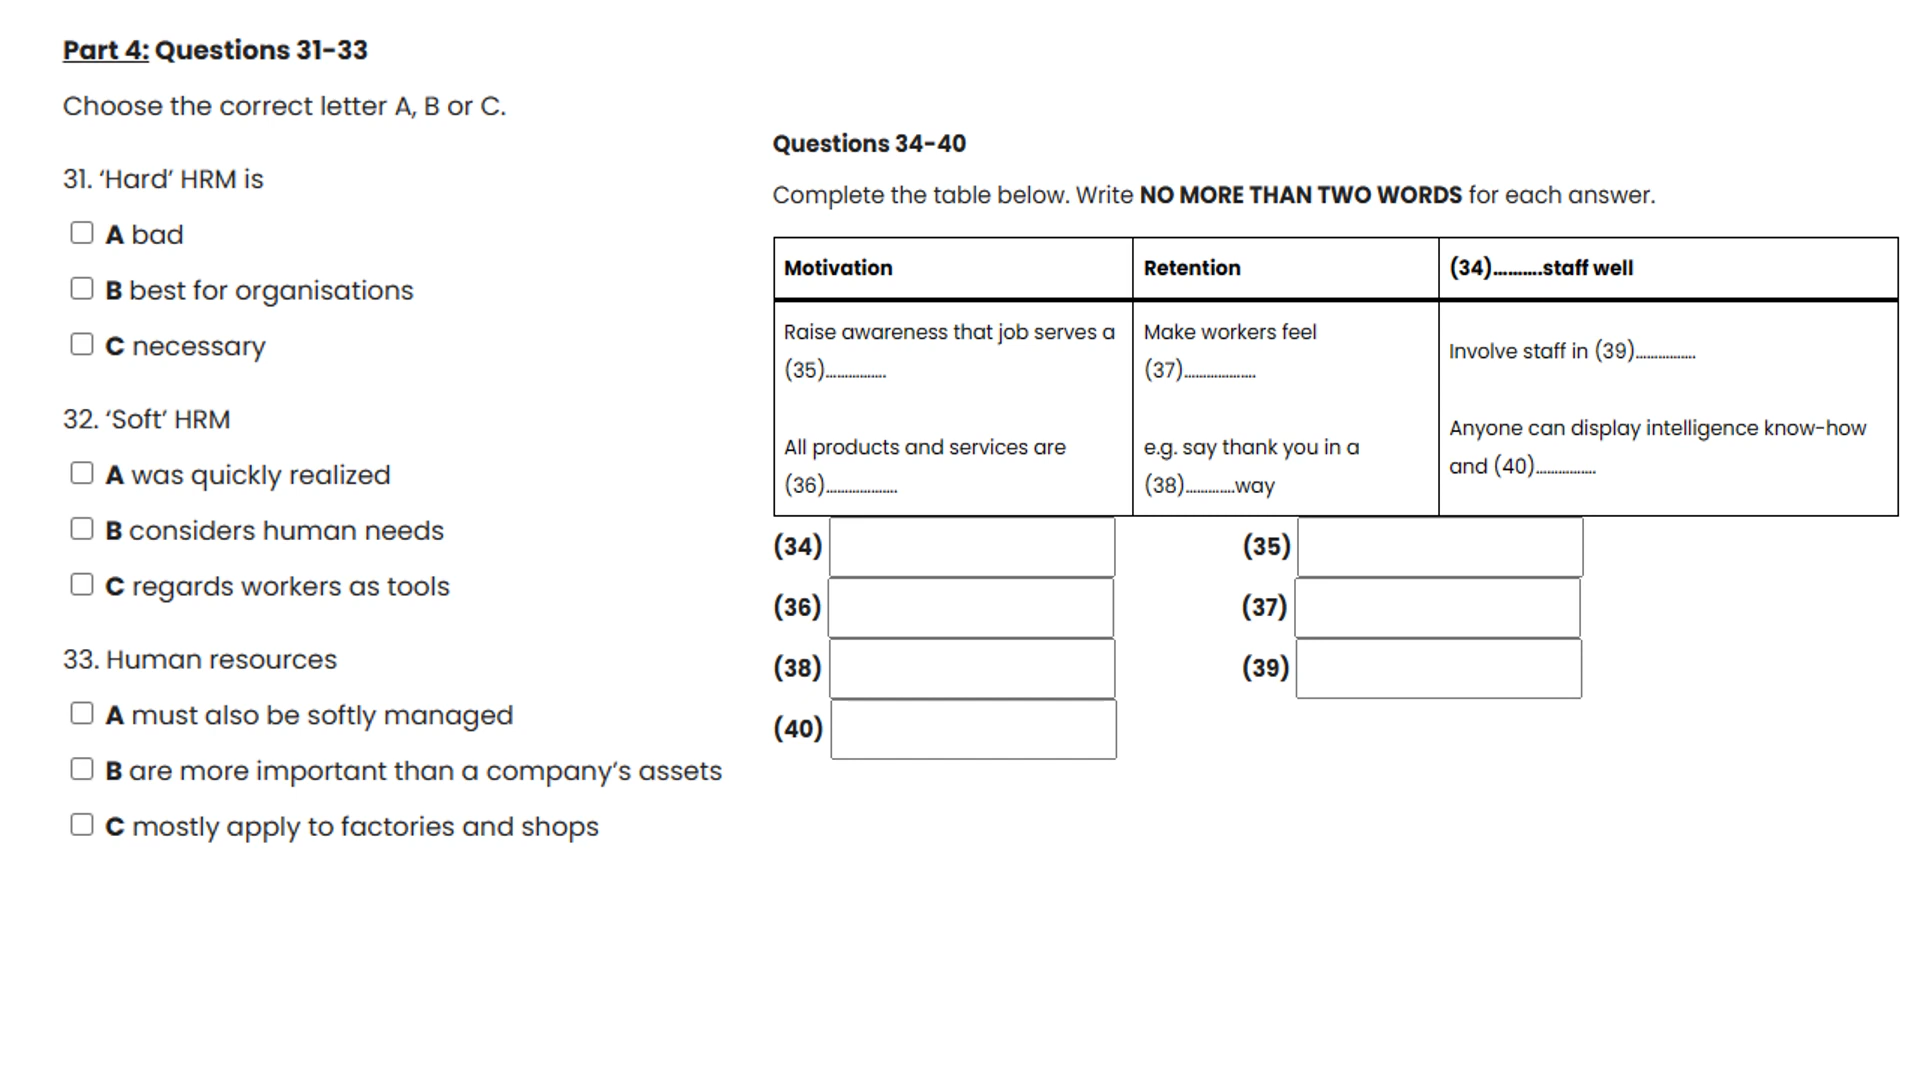 Part 4: Questions 31-33
Choose the correct letter A, B or C.
31. ‘Hard’ HRM is
A bad
B best for organisations
C necessary
32. ‘Soft’ HRM
A was quickly realized
B considers human needs
C regards workers as tools
33. Human resources
A must also be softly managed
B are more important than a company’s assets
C mostly apply to factories and shops
Questions 34-40
Complete the table below. Write NO MORE THAN TWO WORDS for each answer.
Motivation
Retention
(34)..........staff well
Raise awareness that job serves a
(35)...............
All products and services are
(36)..................
Make workers feel
(37)..................
e.g. say thank you in a
(38)............way
Involve staff in (39)...............
Anyone can display intelligence know-how
and (40)...............
(34)
(35)
(36)
(37)
(38)
(39)
(40)